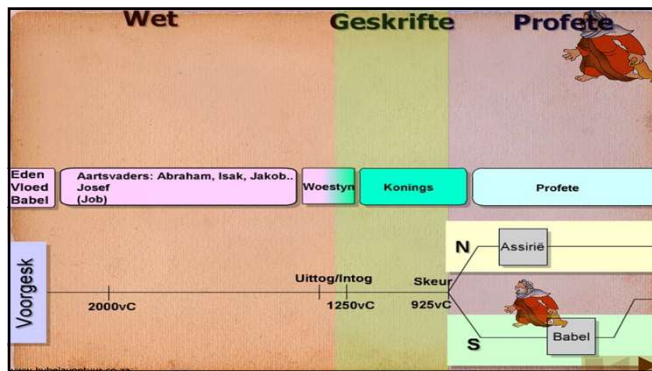 Wet Geskrifte Profete
Eden
Vloed
Babel
Aartsvaders: Abraham, Isak, Jakob..
Josef
(Job)
Woestyn
Konings
Profete
N
Assirië
Voorgesk
Uittog/Intog
Skeur
2000vC
1250vC
925vC
S
Babel